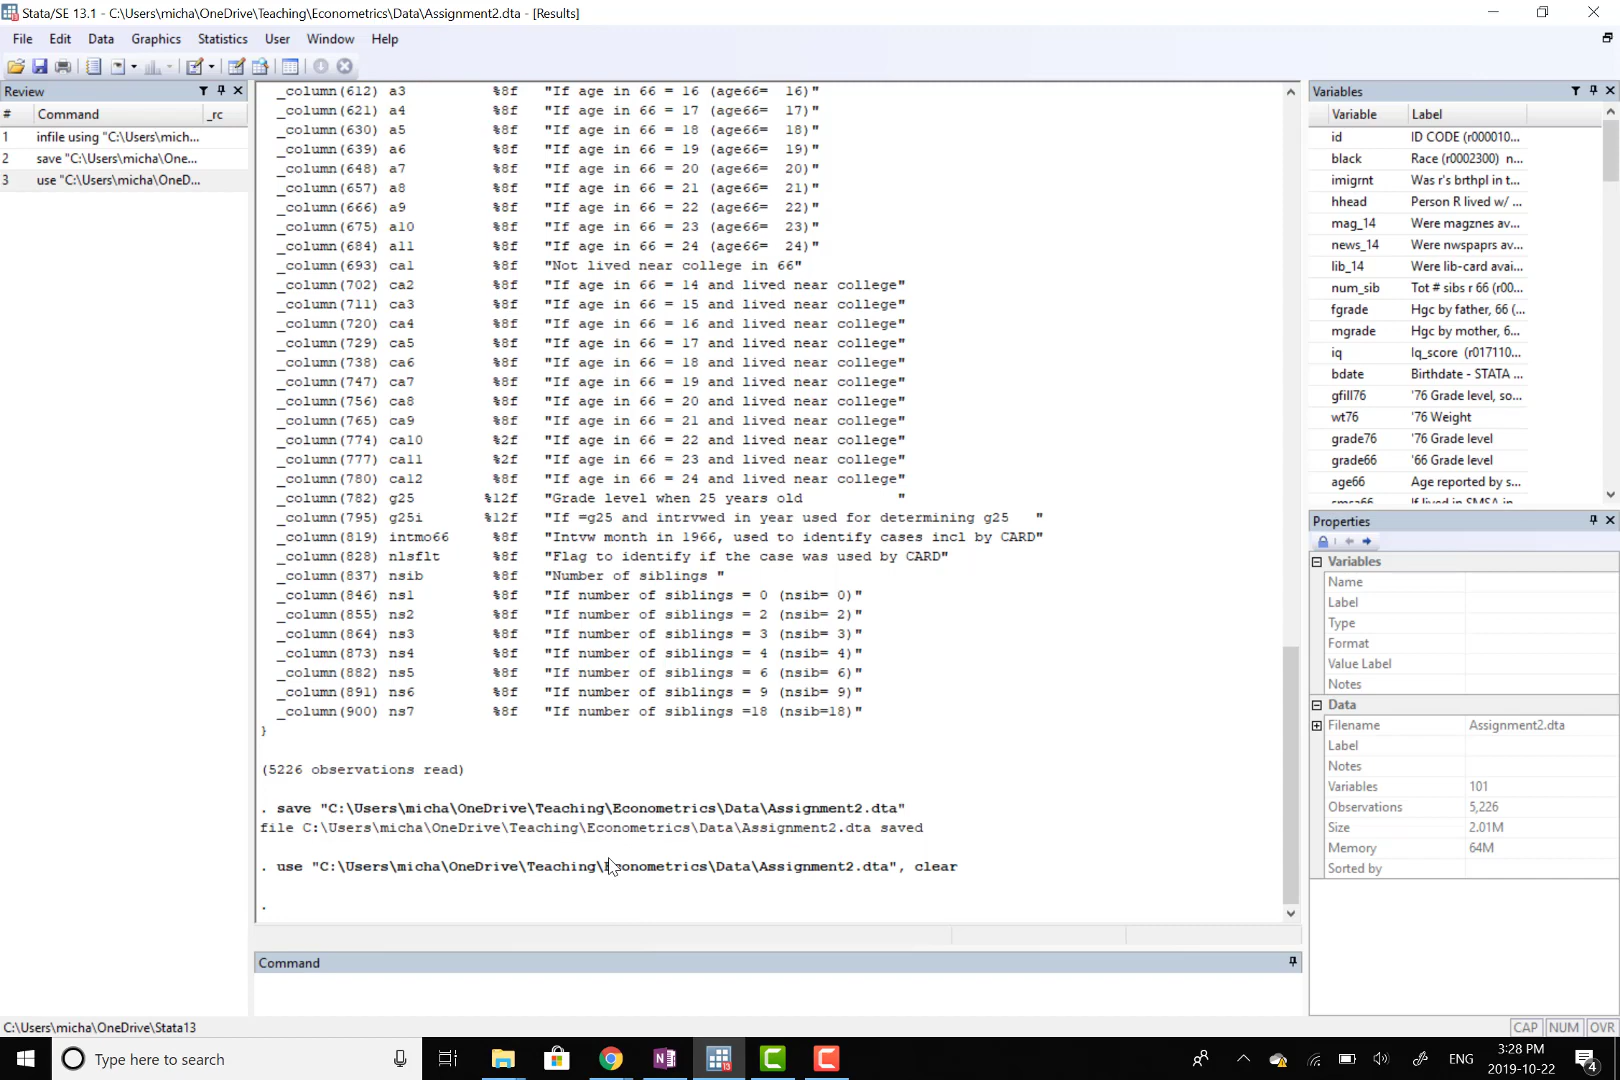 Stata/SE 13.1 - C:\Users\micha\OneDrive\Teaching\Econometrics\Data\Assignment2.dta - [Results]
File Edit Data Graphics Statistics User Window Help
Review
# Command _rc
1 infile using "C:\Users\mich...
2 save "C:\Users\micha\One...
3 use "C:\Users\micha\OneD...
_column(612) a3 %8f "If age in 66 = 16 (age66=  16)"
_column(621) a4 %8f "If age in 66 = 17 (age66=  17)"
_column(630) a5 %8f "If age in 66 = 18 (age66=  18)"
_column(639) a6 %8f "If age in 66 = 19 (age66=  19)"
_column(648) a7 %8f "If age in 66 = 20 (age66=  20)"
_column(657) a8 %8f "If age in 66 = 21 (age66=  21)"
_column(666) a9 %8f "If age in 66 = 22 (age66=  22)"
_column(675) a10 %8f "If age in 66 = 23 (age66=  23)"
_column(684) a11 %8f "If age in 66 = 24 (age66=  24)"
_column(693) ca1 %8f "Not lived near college in 66"
_column(702) ca2 %8f "If age in 66 = 14 and lived near college"
_column(711) ca3 %8f "If age in 66 = 15 and lived near college"
_column(720) ca4 %8f "If age in 66 = 16 and lived near college"
_column(729) ca5 %8f "If age in 66 = 17 and lived near college"
_column(738) ca6 %8f "If age in 66 = 18 and lived near college"
_column(747) ca7 %8f "If age in 66 = 19 and lived near college"
_column(756) ca8 %8f "If age in 66 = 20 and lived near college"
_column(765) ca9 %8f "If age in 66 = 21 and lived near college"
_column(774) ca10 %2f "If age in 66 = 22 and lived near college"
_column(777) ca11 %2f "If age in 66 = 23 and lived near college"
_column(780) ca12 %2f "If age in 66 = 24 and lived near college"
_column(782) g25 %12f "Grade level when 25 years old "
_column(795) g25i %12f "If =g25 and intrvwed in year used for determining g25 "
_column(819) intmo66 %8f "Intvw month in 1966, used to identify cases incl by CARD"
_column(828) nlsflt %8f "Flag to identify if the case was used by CARD"
_column(837) nsib %8f "Number of siblings "
_column(846) ns1 %8f "If number of siblings = 0 (nsib= 0)"
_column(855) ns2 %8f "If number of siblings = 2 (nsib= 2)"
_column(864) ns3 %8f "If number of siblings = 3 (nsib= 3)"
_column(873) ns4 %8f "If number of siblings = 4 (nsib= 4)"
_column(882) ns5 %8f "If number of siblings = 6 (nsib= 6)"
_column(891) ns6 %8f "If number of siblings = 9 (nsib= 9)"
_column(900) ns7 %8f "If number of siblings =18 (nsib=18)"
}
(5226 observations read)
. save "C:\Users\micha\OneDrive\Teaching\Econometrics\Data\Assignment2.dta"
file C:\Users\micha\OneDrive\Teaching\Econometrics\Data\Assignment2.dta saved
. use "C:\Users\micha\OneDrive\Teaching\Econometrics\Data\Assignment2.dta", clear
.
Command
Variables
Variable Label
id ID CODE (r000010...
black Race (r0002300) n...
imigrnt Was r's brthpl in t...
hhead Person R lived w/ ...
mag_14 Were magznes av...
news_14 Were nwspaprs av...
lib_14 Were lib-card avai...
num_sib Tot # sibs r 66 (r00...
fgrade Hgc by father, 66 (...
mgrade Hgc by mother, 6...
iq Iq_score (r017110...
bdate Birthdate - STATA ...
gfill76 '76 Grade level, so...
wt76 '76 Weight
grade76 '76 Grade level
grade66 '66 Grade level
age66 Age reported by s...
smsa66 If lived in SMSA in...
Properties
Variables
Name
Label
Type
Format
Value Label
Notes
Data
Filename Assignment2.dta
Label
Notes
Variables 101
Observations 5,226
Size 2.01M
Memory 64M
Sorted by
C:\Users\micha\OneDrive\Stata13
CAP NUM OVR
Type here to search
ENG
3:28 PM
2019-10-22
4